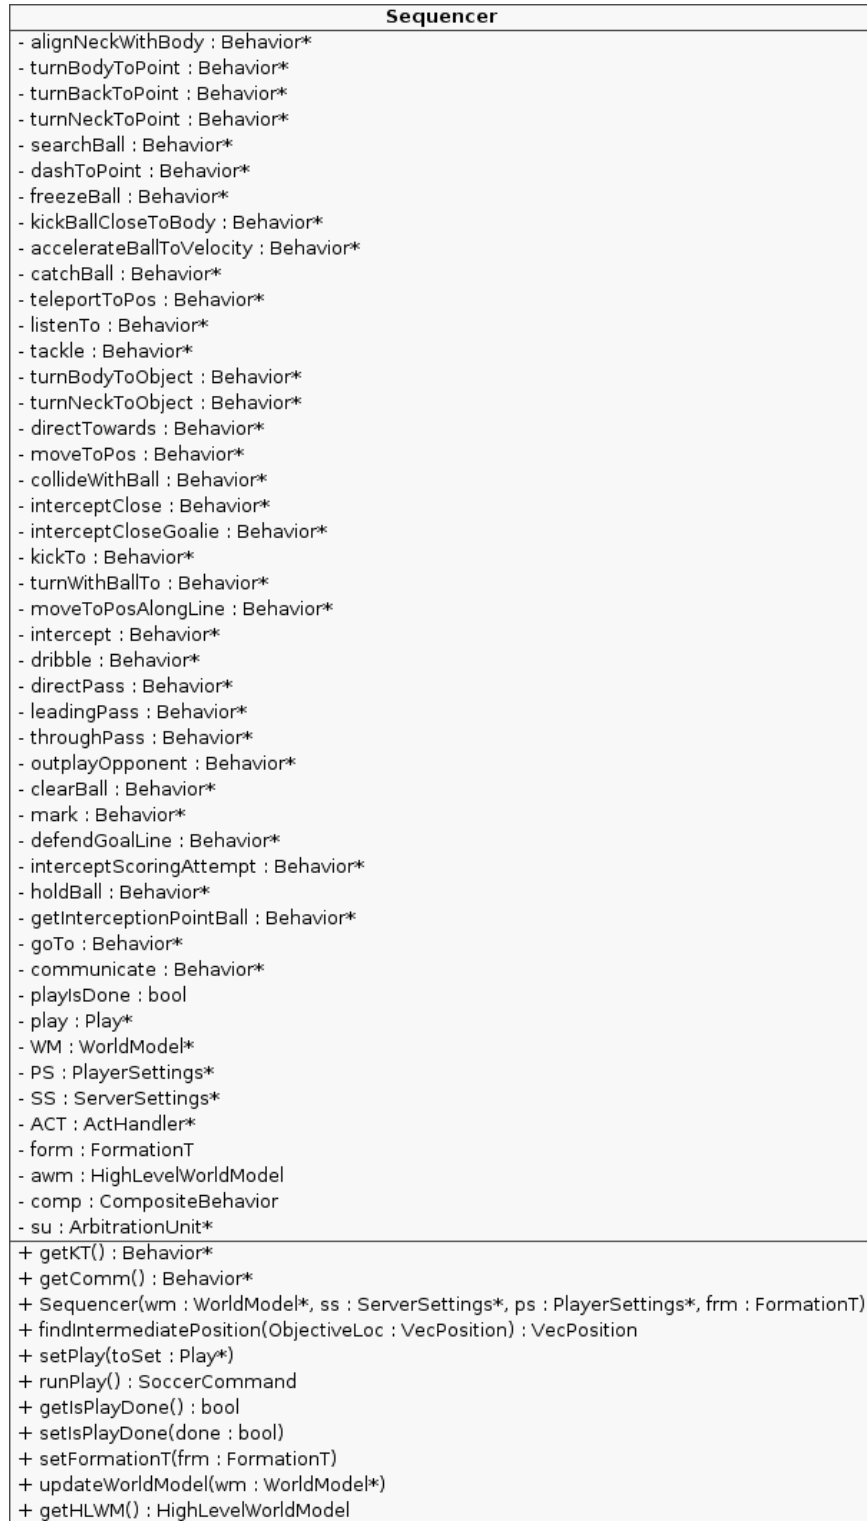 Sequencer
- alignNeckWithBody : Behavior*
- turnBodyToPoint : Behavior*
- turnBackToPoint : Behavior*
- turnNeckToPoint : Behavior*
- searchBall : Behavior*
- dashToPoint : Behavior*
- freezeBall : Behavior*
- kickBallCloseToBody : Behavior*
- accelerateBallToVelocity : Behavior*
- catchBall : Behavior*
- teleportToPos : Behavior*
- listenTo : Behavior*
- tackle : Behavior*
- turnBodyToObject : Behavior*
- turnNeckToObject : Behavior*
- directTowards : Behavior*
- moveToPos : Behavior*
- collideWithBall : Behavior*
- interceptClose : Behavior*
- interceptCloseGoalie : Behavior*
- kickTo : Behavior*
- turnWithBallTo : Behavior*
- moveToPosAlongLine : Behavior*
- intercept : Behavior*
- dribble : Behavior*
- directPass : Behavior*
- leadingPass : Behavior*
- throughPass : Behavior*
- outplayOpponent : Behavior*
- clearBall : Behavior*
- mark : Behavior*
- defendGoalLine : Behavior*
- interceptScoringAttempt : Behavior*
- holdBall : Behavior*
- getInterceptionPointBall : Behavior*
- goTo : Behavior*
- communicate : Behavior*
- playIsDone : bool
- play : Play*
- WM : WorldModel*
- PS : PlayerSettings*
- SS : ServerSettings*
- ACT : ActHandler*
- form : FormationT
- awm : HighLevelWorldModel
- comp : CompositeBehavior
- su : ArbitrationUnit*
+ getKT() : Behavior*
+ getComm() : Behavior*
+ Sequencer(wm : WorldModel*, ss : ServerSettings*, ps : PlayerSettings*, frm : FormationT)
+ findIntermediatePosition(ObjectiveLoc : VecPosition) : VecPosition
+ setPlay(toSet : Play*)
+ runPlay() : SoccerCommand
+ getIsPlayDone() : bool
+ setIsPlayDone(done : bool)
+ setFormationT(frm : FormationT)
+ updateWorldModel(wm : WorldModel*)
+ getHLWM() : HighLevelWorldModel